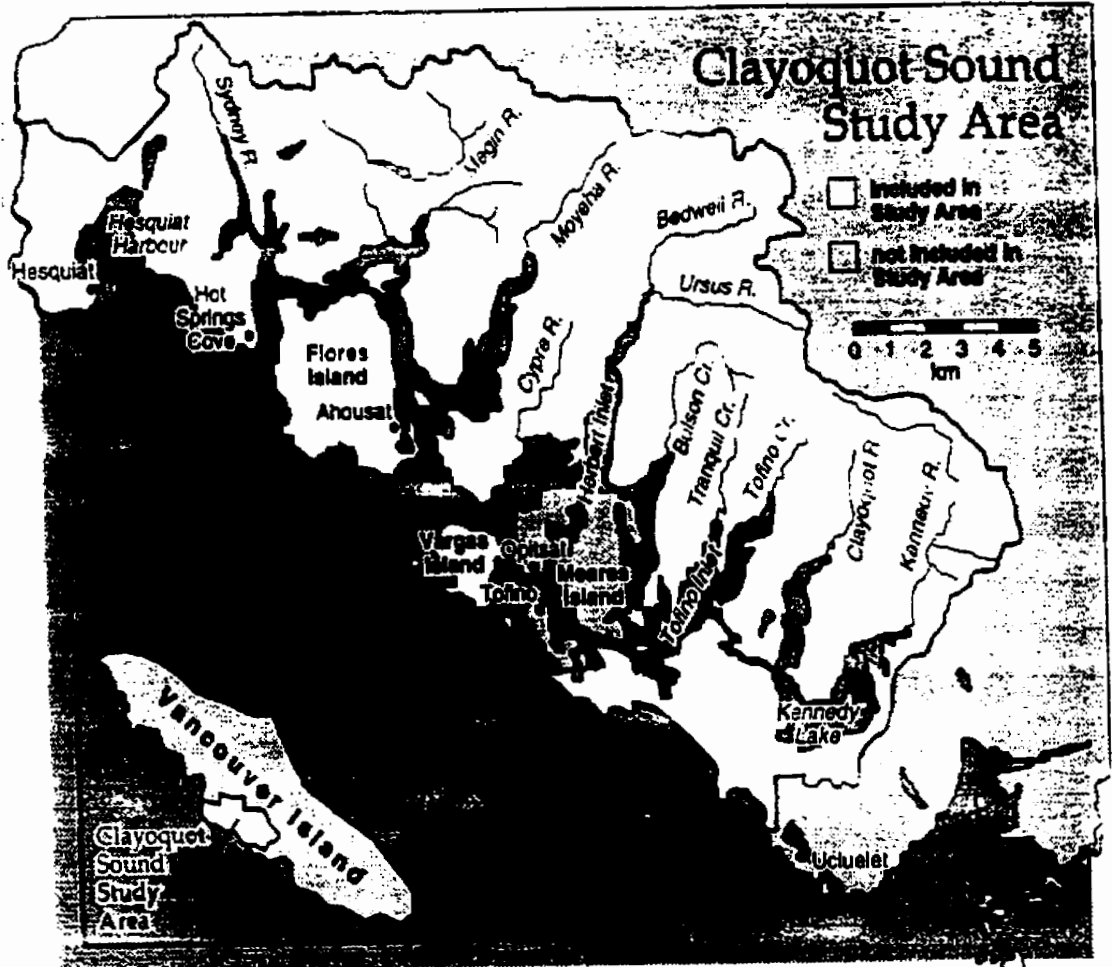 Clayoquot Sound
Study Area
included in
Study Area
not included in
Study Area
0 1 2 3 4 5
km
Sydney R.
Megin R.
Moyeha R.
Bedwell R.
Ursus R.
Hesquiat
Harbour
Hesquiat
Hot
Springs
Cove
Flores
Island
Ahousat
Cypre R.
Herbert Inlet
Bulson Cr.
Tranquil Cr.
Tofino Cr.
Clayoquot R
Vargas
Island
Opitsat
Tofino
Meares
Island
Tofino Inlet
Kennedy
Lake
Ucluelet
Vancouver Island
Clayoquot
Sound
Study
Area